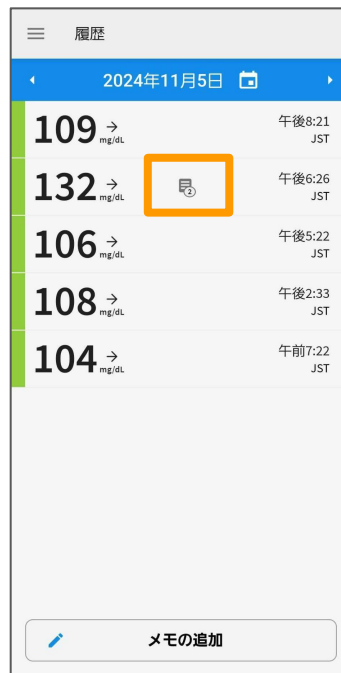 履歴
2024年11月5日
109 → mg/dL 午後8:21 JST
132 → mg/dL 2 午後6:26 JST
106 → mg/dL 午後5:22 JST
108 → mg/dL 午後2:33 JST
104 → mg/dL 午前7:22 JST
メモの追加